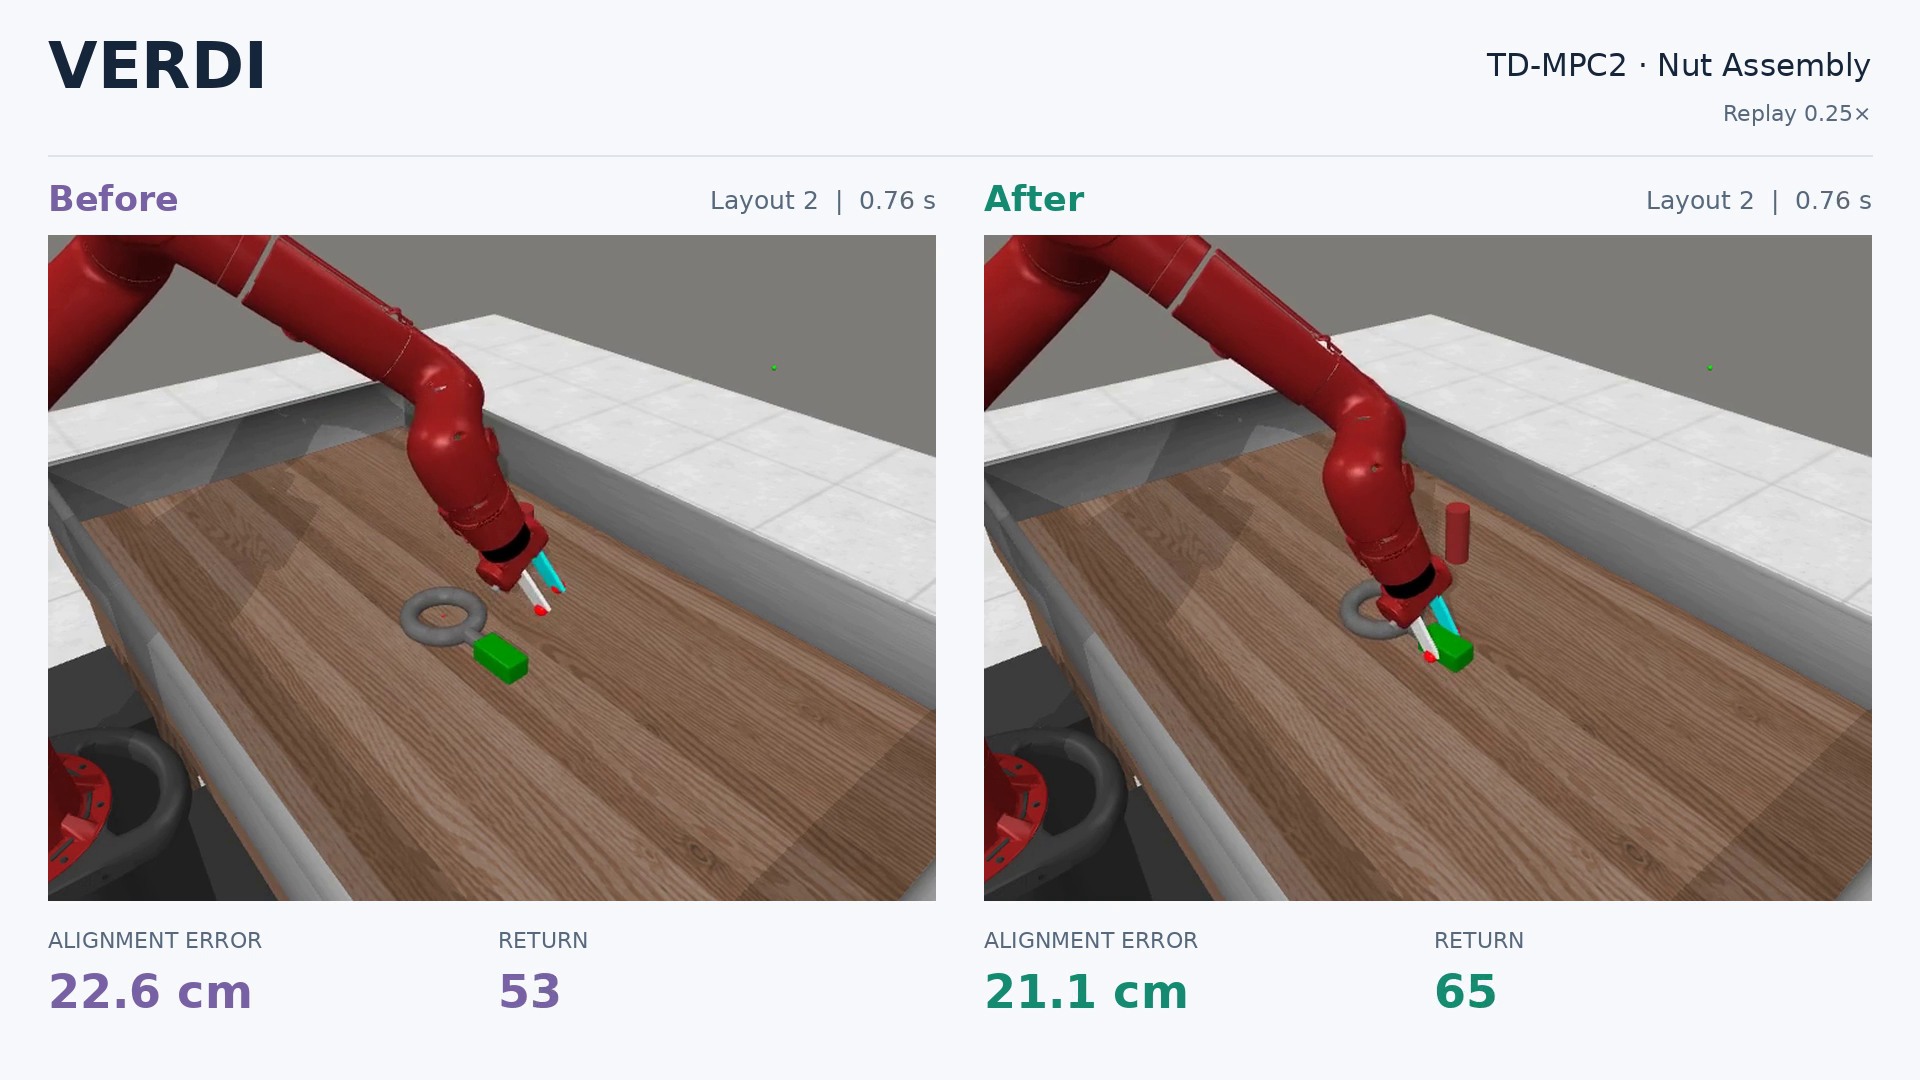 VERDI
TD-MPC2 · Nut Assembly
Replay 0.25×
Before
Layout 2 | 0.76 s
After
Layout 2 | 0.76 s
ALIGNMENT ERROR
RETURN
22.6 cm
53
ALIGNMENT ERROR
RETURN
21.1 cm
65